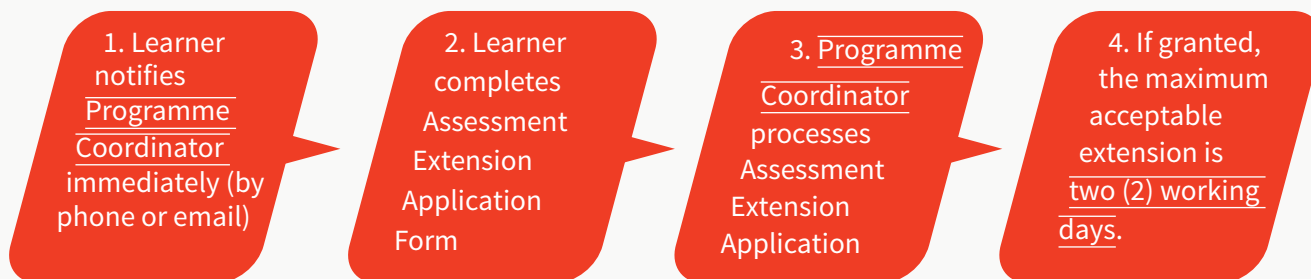 1. Learner
notifies
Programme
Coordinator
immediately (by
phone or email)
2. Learner
completes
Assessment
Extension
Application
Form
3. Programme
Coordinator
processes
Assessment
Extension
Application
4. If granted,
the maximum
acceptable
extension is
two (2) working
days.